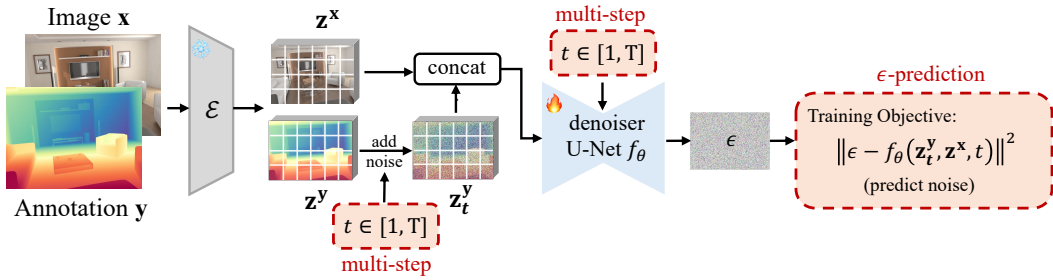 Image x
z^x
multi-step
t ∈ [1, T]
concat
ε-prediction
ℰ
Training Objective:
add
noise
denoiser
U-Net f_θ
ϵ
‖ϵ − f_θ(z_t^y, z^x, t)‖²
(predict noise)
Annotation y
z^y
z_t^y
t ∈ [1, T]
multi-step